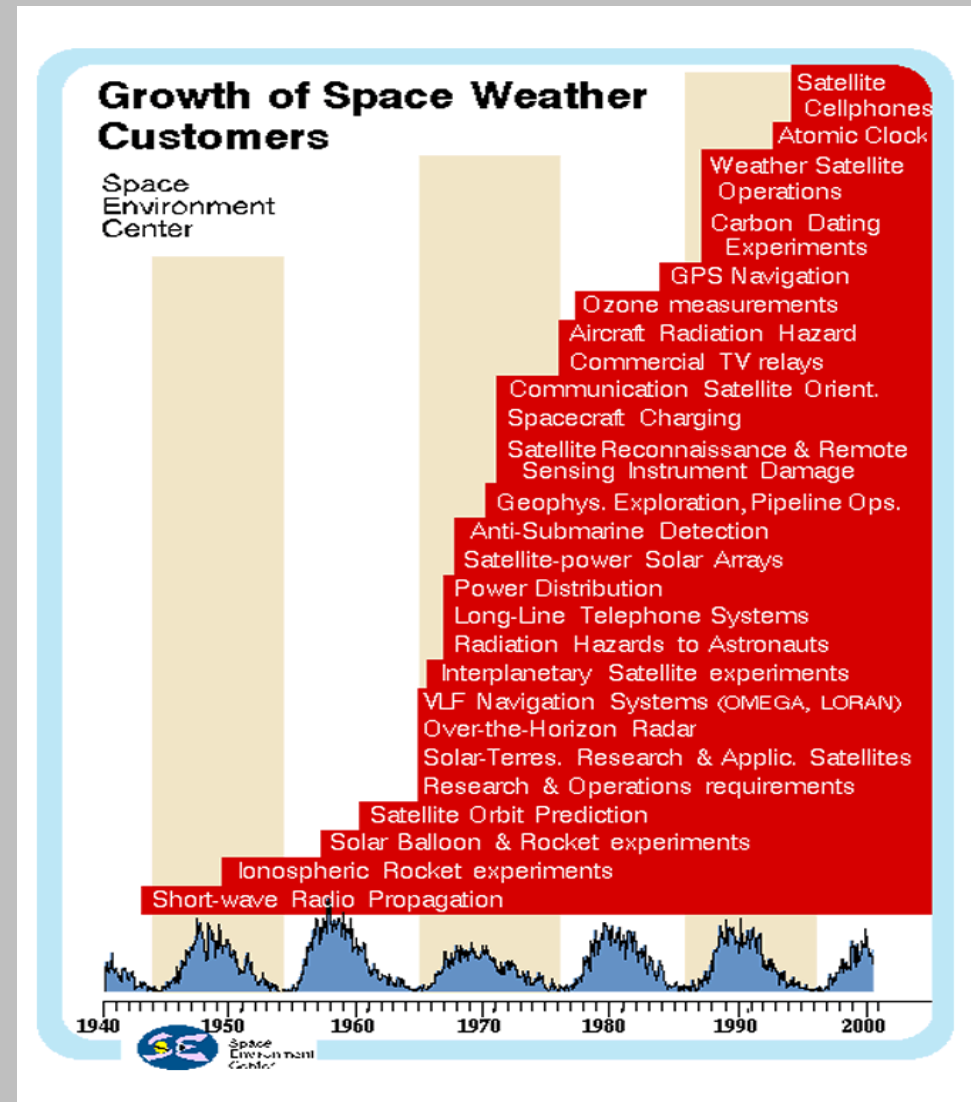 Growth of Space Weather
Customers
Space
Environment
Center
Satellite
Cellphones
Atomic Clock
Weather Satellite
Operations
Carbon Dating
Experiments
GPS Navigation
Ozone measurements
Aircraft Radiation Hazard
Commercial TV relays
Communication Satellite Orient.
Spacecraft Charging
Satellite Reconnaissance & Remote
Sensing Instrument Damage
Geophys. Exploration, Pipeline Ops.
Anti-Submarine Detection
Satellite-power Solar Arrays
Power Distribution
Long-Line Telephone Systems
Radiation Hazards to Astronauts
Interplanetary Satellite experiments
VLF Navigation Systems (OMEGA, LORAN)
Over-the-Horizon Radar
Solar-Terres. Research & Applic. Satellites
Research & Operations requirements
Satellite Orbit Prediction
Solar Balloon & Rocket experiments
Ionospheric Rocket experiments
Short-wave Radio Propagation
1940 1950 1960 1970 1980 1990 2000
SE
Space
Environment
Center